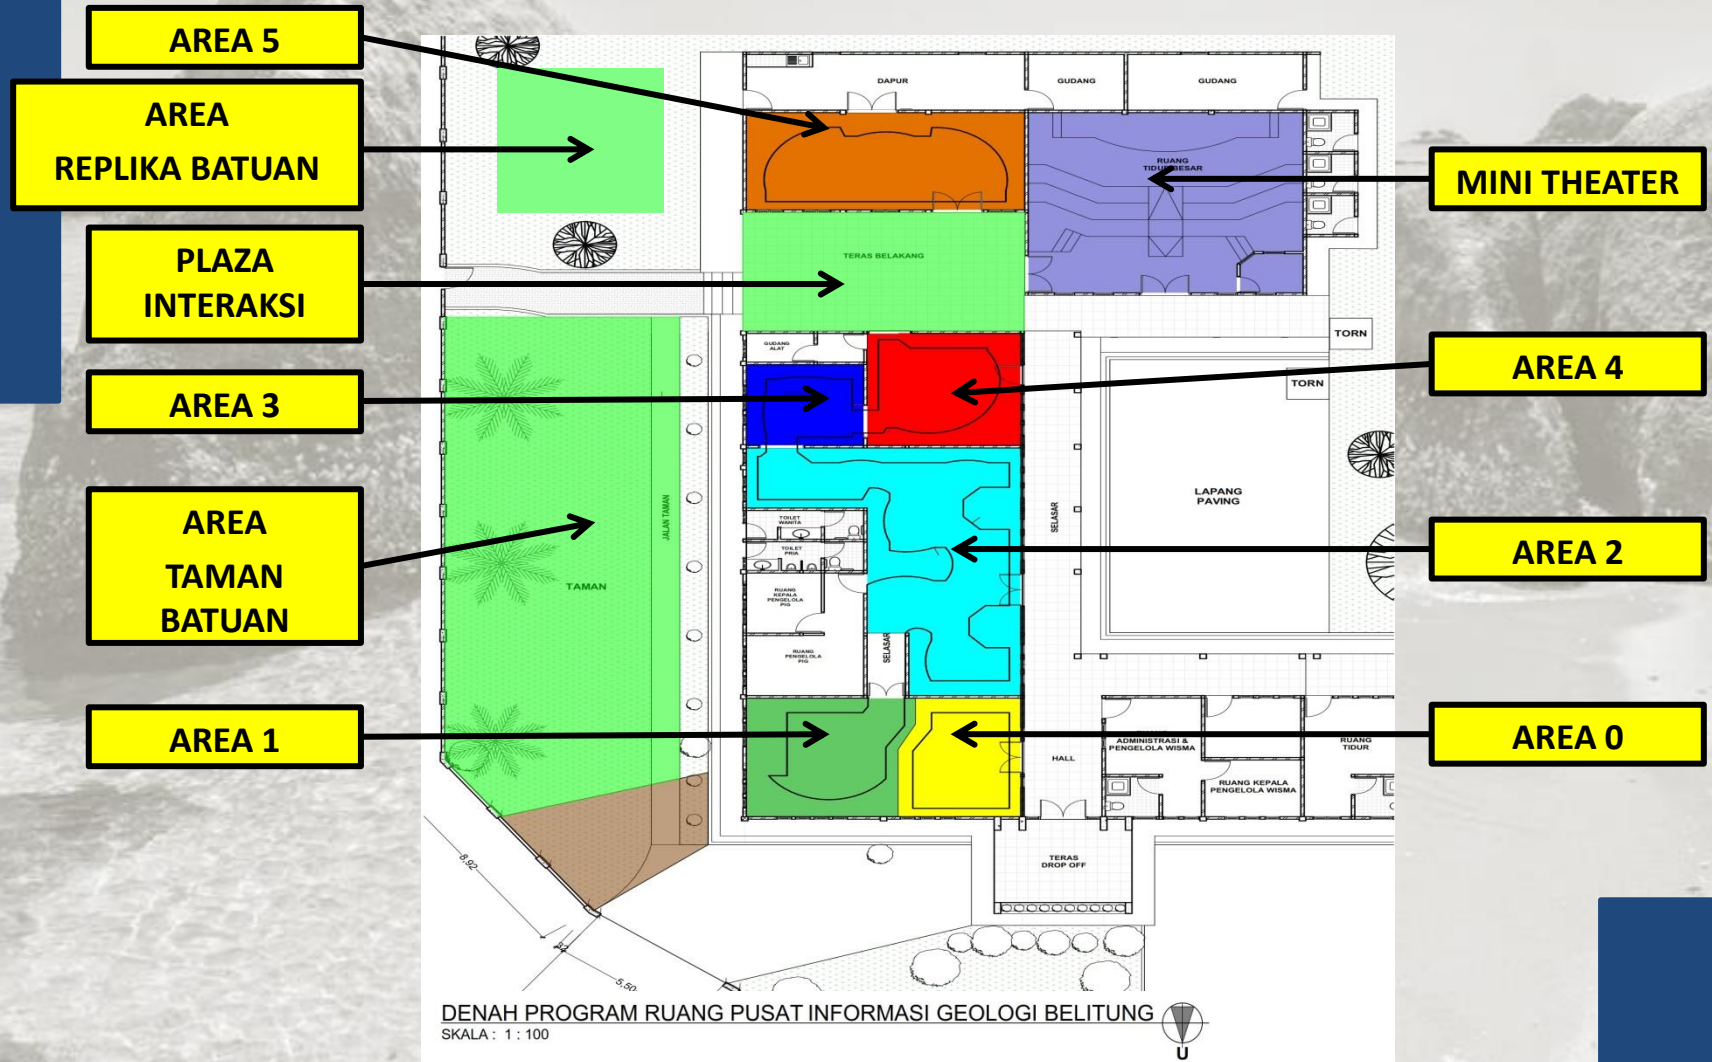 AREA 5
AREA
REPLIKA BATUAN
PLAZA
INTERAKSI
AREA 3
AREA
TAMAN
BATUAN
AREA 1
MINI THEATER
AREA 4
AREA 2
AREA 0
DAPUR
GUDANG
GUDANG
RUANG
TIDUR BESAR
TERAS BELAKANG
GUDANG
ALAT
TORN
TORN
LAPANG
PAVING
SELASAR
JALAN TAMAN
TAMAN
TOILET
WANITA
TOILET
PRIA
RUANG
KEPALA
PENGELOLA
PIG
RUANG
PENGELOLA
PIG
SELASAR
HALL
ADMINISTRASI &
PENGELOLA WISMA
RUANG KEPALA
PENGELOLA WISMA
RUANG
TIDUR
TERAS
DROP OFF
8,92
5,50
DENAH PROGRAM RUANG PUSAT INFORMASI GEOLOGI BELITUNG
SKALA : 1 : 100
U